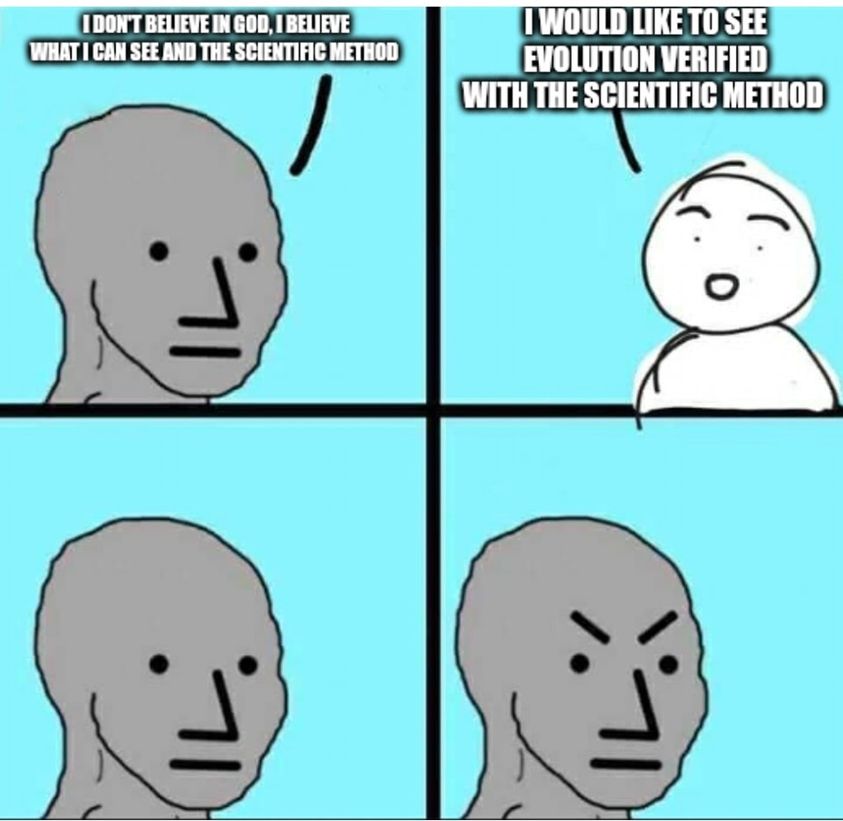 I DON'T BELIEVE IN GOD, I BELIEVE
WHAT I CAN SEE AND THE SCIENTIFIC METHOD
I WOULD LIKE TO SEE
EVOLUTION VERIFIED
WITH THE SCIENTIFIC METHOD